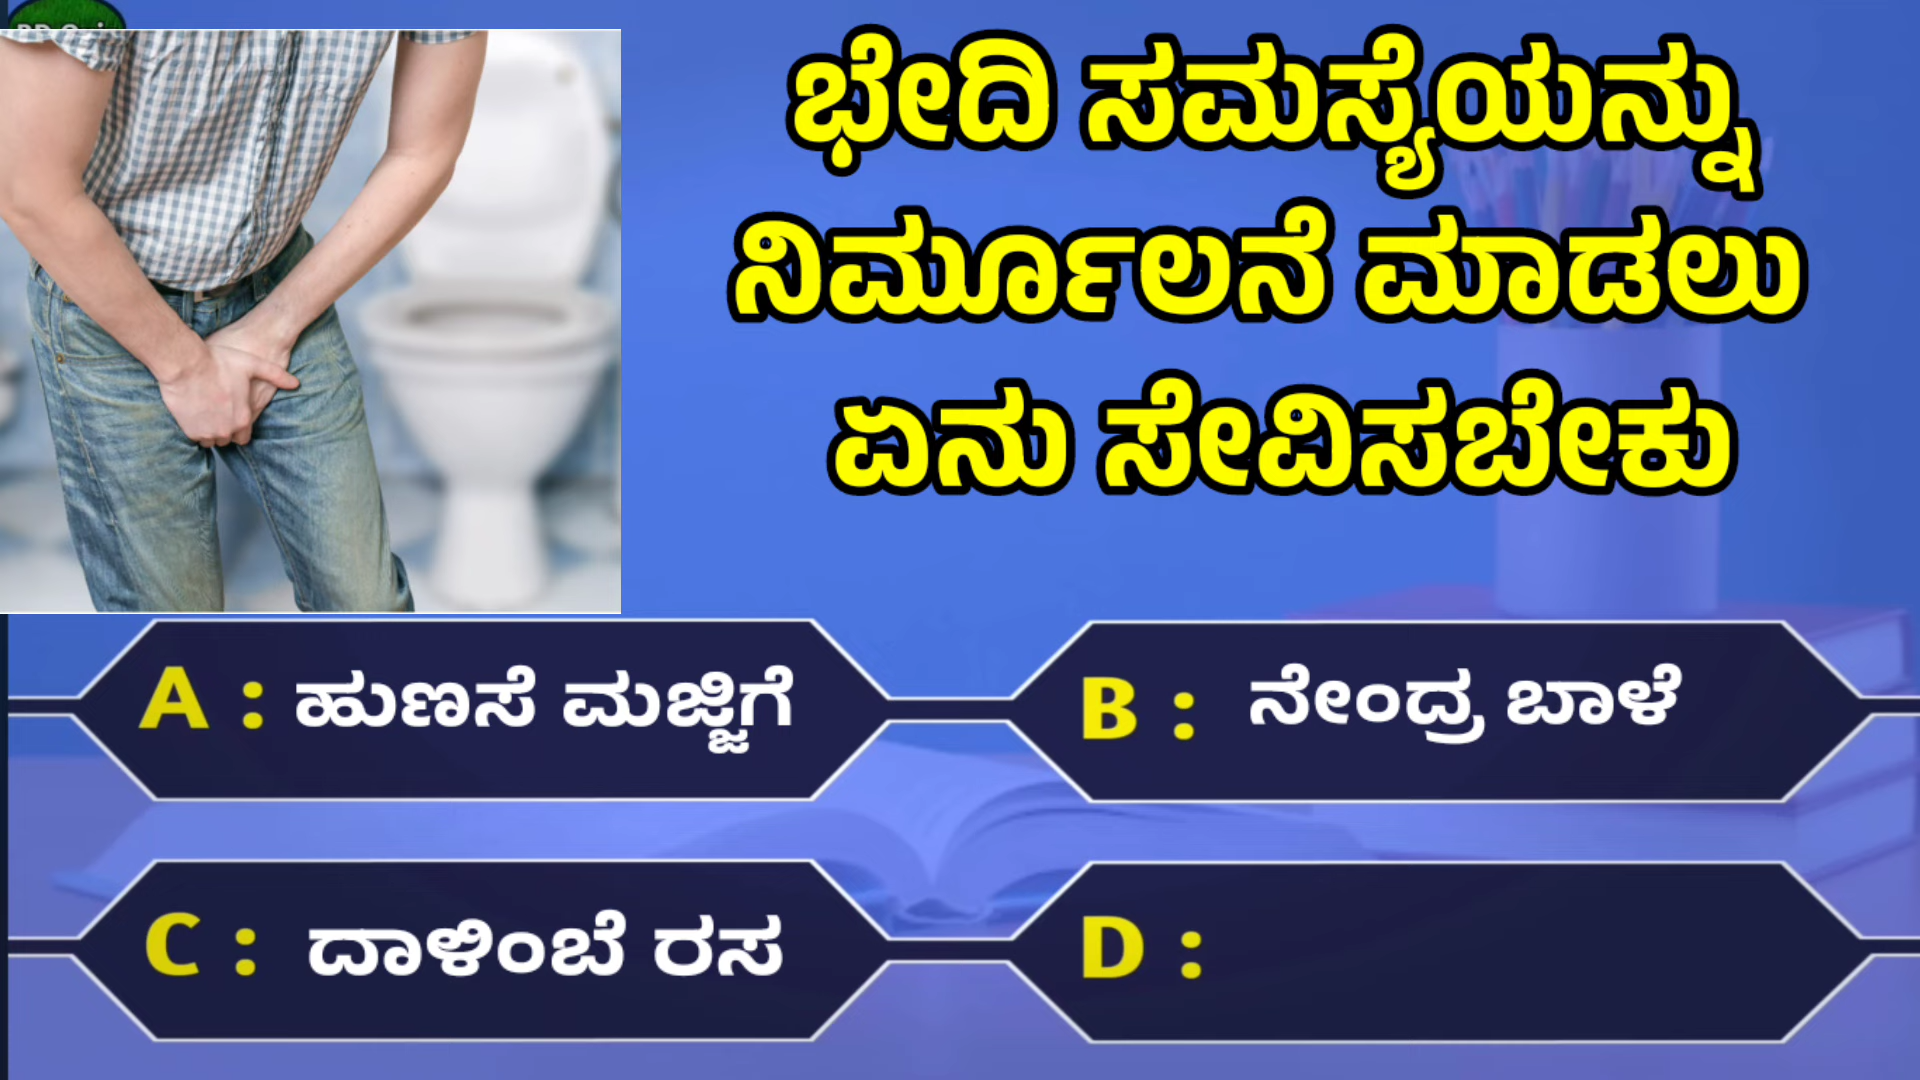 ಭೇದಿ ಸಮಸ್ಯೆಯನ್ನು
ನಿರ್ಮೂಲನೆ ಮಾಡಲು
ಏನು ಸೇವಿಸಬೇಕು
A : ಹುಣಸೆ ಮಜ್ಜಿಗೆ
B : ನೇಂದ್ರ ಬಾಳೆ
C : ದಾಳಿಂಬೆ ರಸ
D :